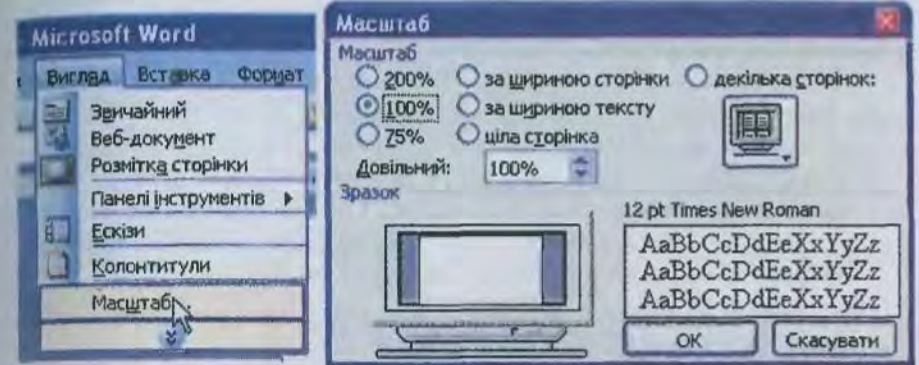 Microsoft Word
Вигляд Вставка Формат
Звичайний
Веб-документ
Розмітка сторінки
Панелі інструментів
Ескізи
Колонтитули
Масштаб...
Масштаб
Масштаб
200% за шириною сторінки декілька сторінок:
100% за шириною тексту
75% ціла сторінка
Довільний: 100%
Зразок
12 pt Times New Roman
AaBbCcDdEeXxYyZz
AaBbCcDdEeXxYyZz
AaBbCcDdEeXxYyZz
ОК Скасувати